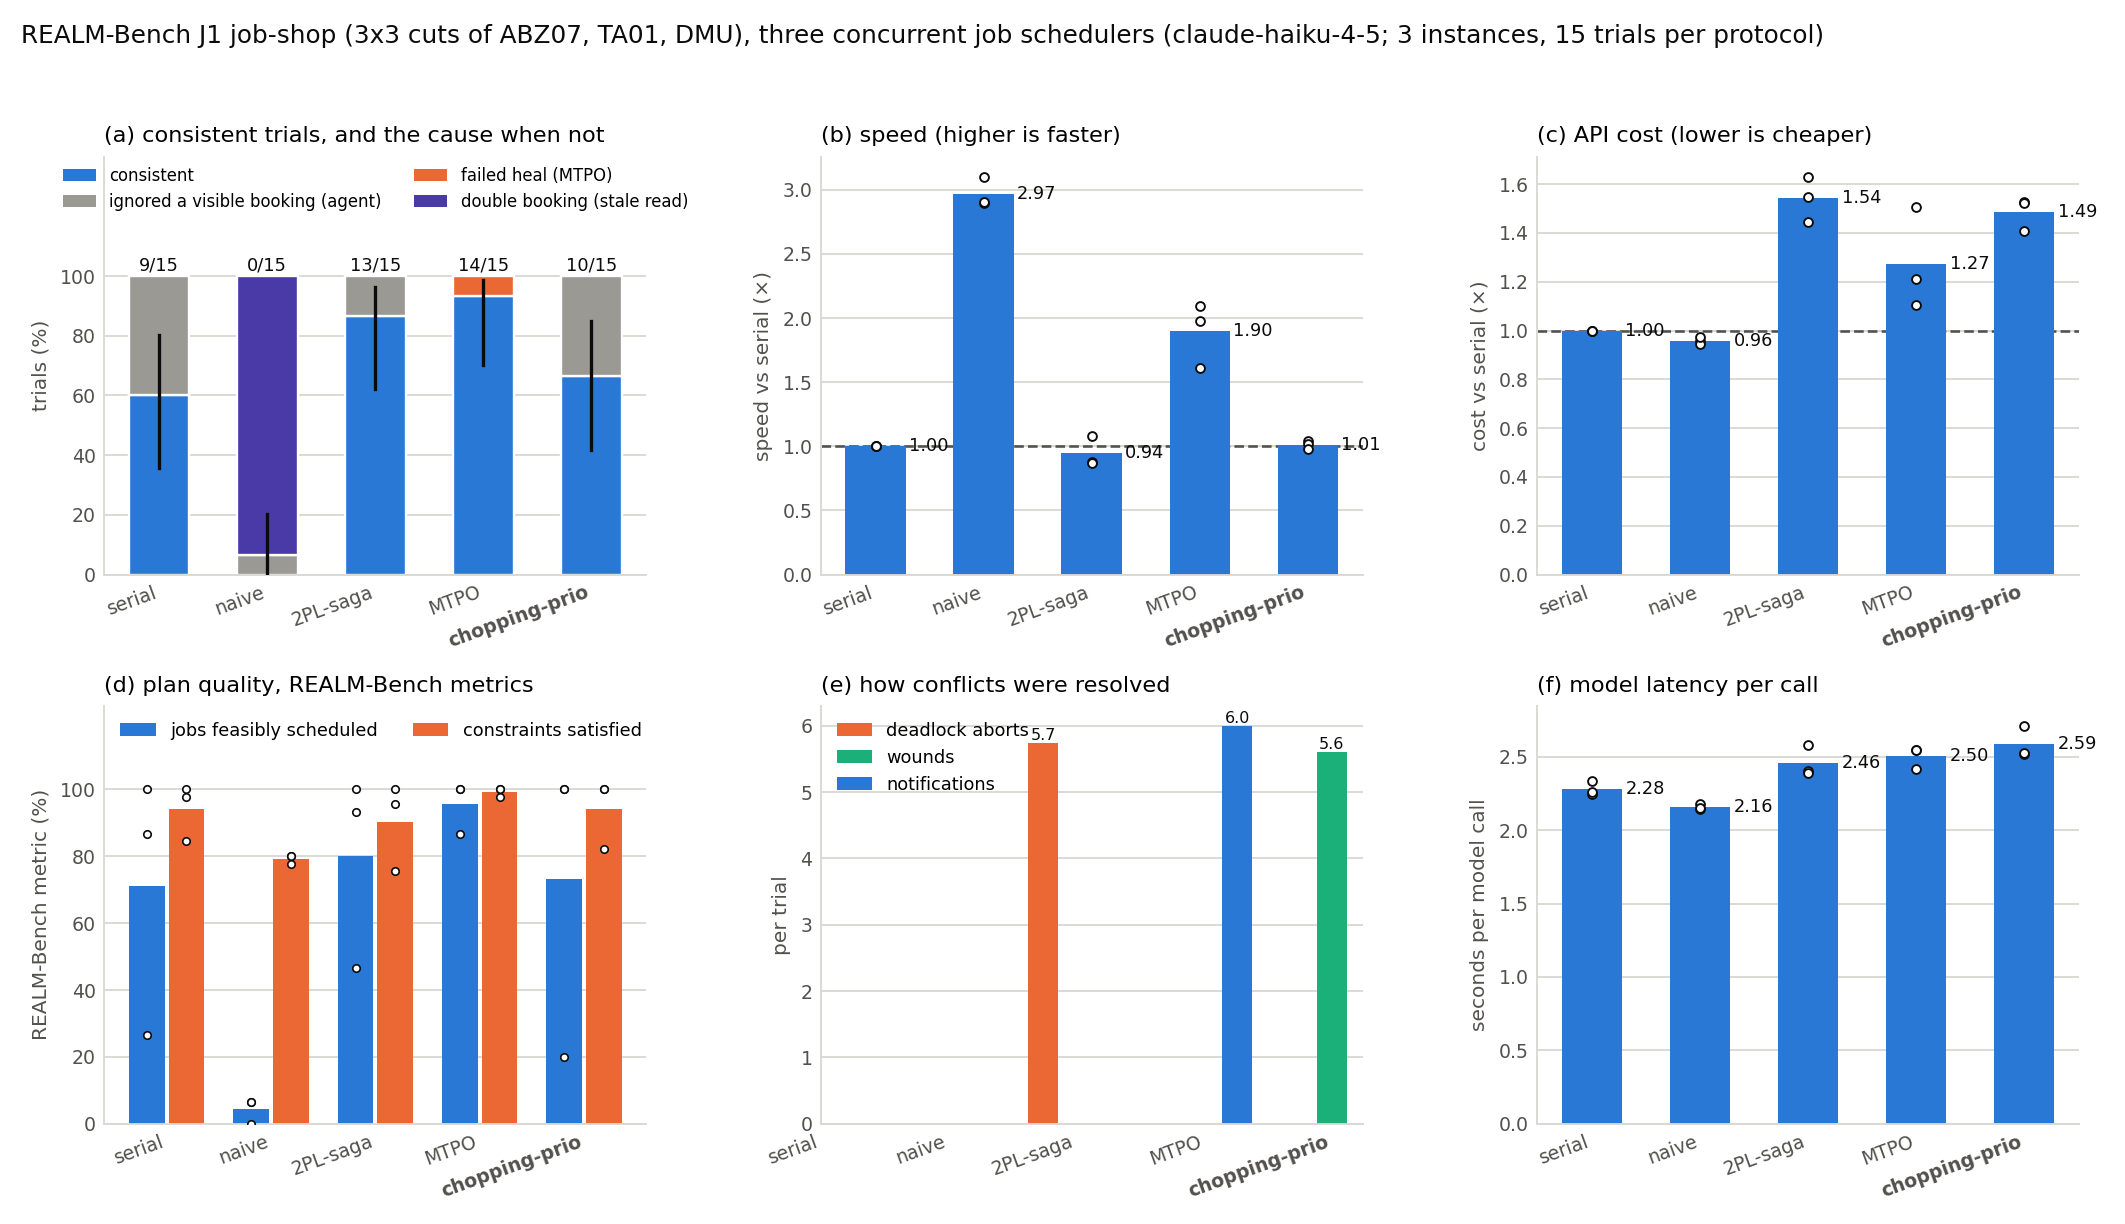 REALM-Bench J1 job-shop (3x3 cuts of ABZ07, TA01, DMU), three concurrent job schedulers (claude-haiku-4-5; 3 instances, 15 trials per protocol)
(a) consistent trials, and the cause when not
consistent
failed heal (MTPO)
ignored a visible booking (agent)
double booking (stale read)
9/15
0/15
13/15
14/15
10/15
100
80
60
40
20
0
trials (%)
serial
naive
2PL-saga
MTPO
chopping-prio
(b) speed (higher is faster)
3.0
2.5
2.0
1.5
1.0
0.5
0.0
speed vs serial (×)
1.00
2.97
0.94
1.90
1.01
serial
naive
2PL-saga
MTPO
chopping-prio
(c) API cost (lower is cheaper)
1.6
1.4
1.2
1.0
0.8
0.6
0.4
0.2
0.0
cost vs serial (×)
1.00
0.96
1.54
1.27
1.49
serial
naive
2PL-saga
MTPO
chopping-prio
(d) plan quality, REALM-Bench metrics
jobs feasibly scheduled
constraints satisfied
100
80
60
40
20
0
REALM-Bench metric (%)
serial
naive
2PL-saga
MTPO
chopping-prio
(e) how conflicts were resolved
deadlock aborts
wounds
notifications
6
5
4
3
2
1
0
per trial
5.7
6.0
5.6
serial
naive
2PL-saga
MTPO
chopping-prio
(f) model latency per call
2.5
2.0
1.5
1.0
0.5
0.0
seconds per model call
2.28
2.16
2.46
2.50
2.59
serial
naive
2PL-saga
MTPO
chopping-prio